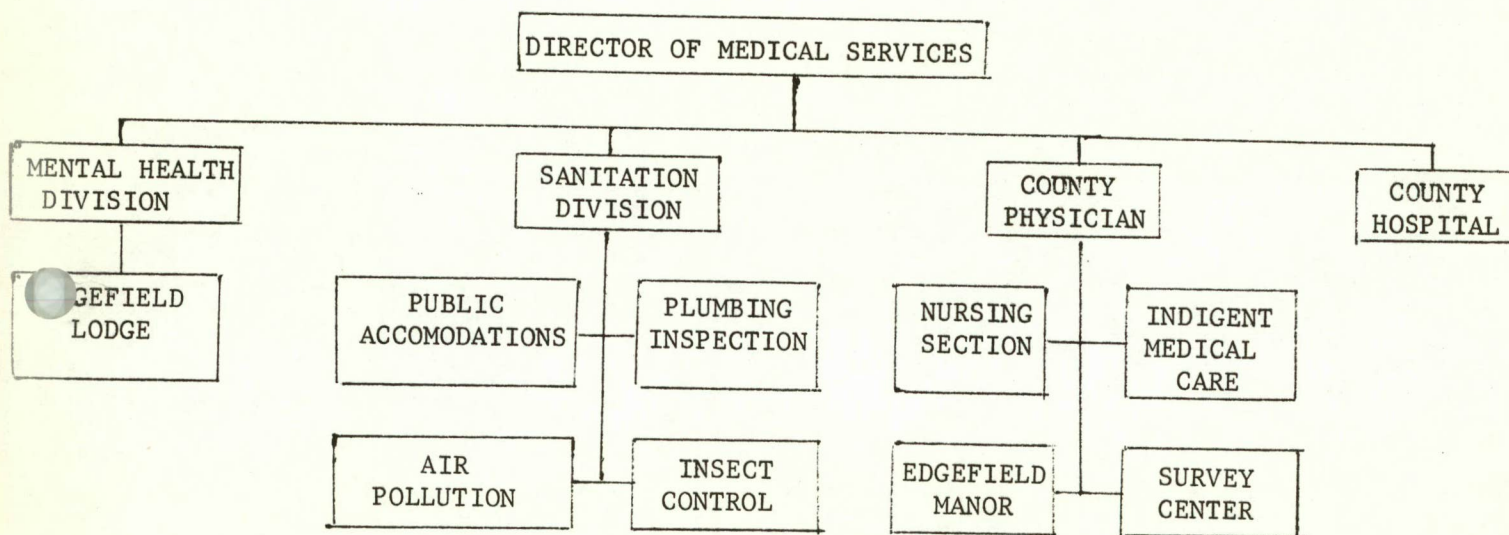 DIRECTOR OF MEDICAL SERVICES
MENTAL HEALTH
DIVISION
SANITATION
DIVISION
COUNTY
PHYSICIAN
COUNTY
HOSPITAL
LODGE
PUBLIC
ACCOMODATIONS
PLUMBING
INSPECTION
NURSING
SECTION
INDIGENT
MEDICAL
CARE
AIR
POLLUTION
INSECT
CONTROL
EDGEFIELD
MANOR
SURVEY
CENTER